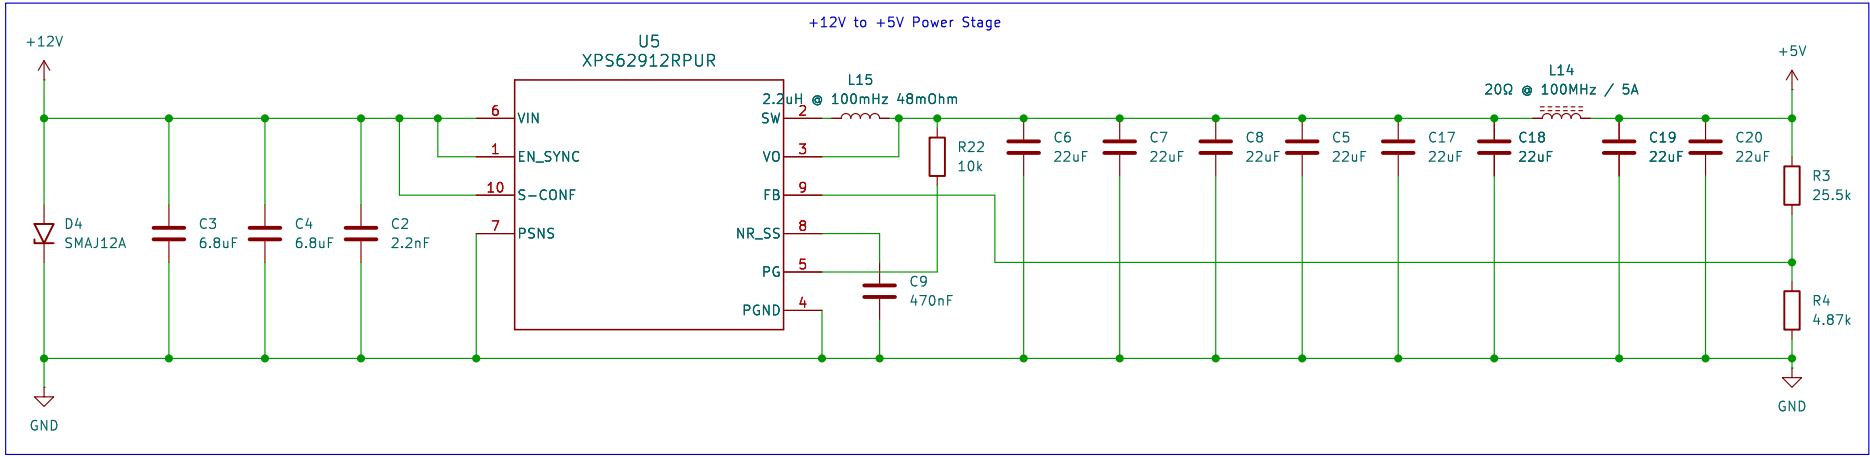 +12V to +5V Power Stage
+12V
U5
XPS62912RPUR
+5V
L15
2.2uH @ 100mHz 48mOhm
L14
20Ω @ 100MHz / 5A
6
VIN
1
EN_SYNC
10
S-CONF
7
PSNS
2
SW
3
VO
9
FB
8
NR_SS
5
PG
4
PGND
D4
SMAJ12A
C3
6.8uF
C4
6.8uF
C2
2.2nF
R22
10k
C9
470nF
C6
22uF
C7
22uF
C8
22uF
C5
22uF
C17
22uF
C18
22uF
C19
22uF
C20
22uF
R3
25.5k
R4
4.87k
GND
GND